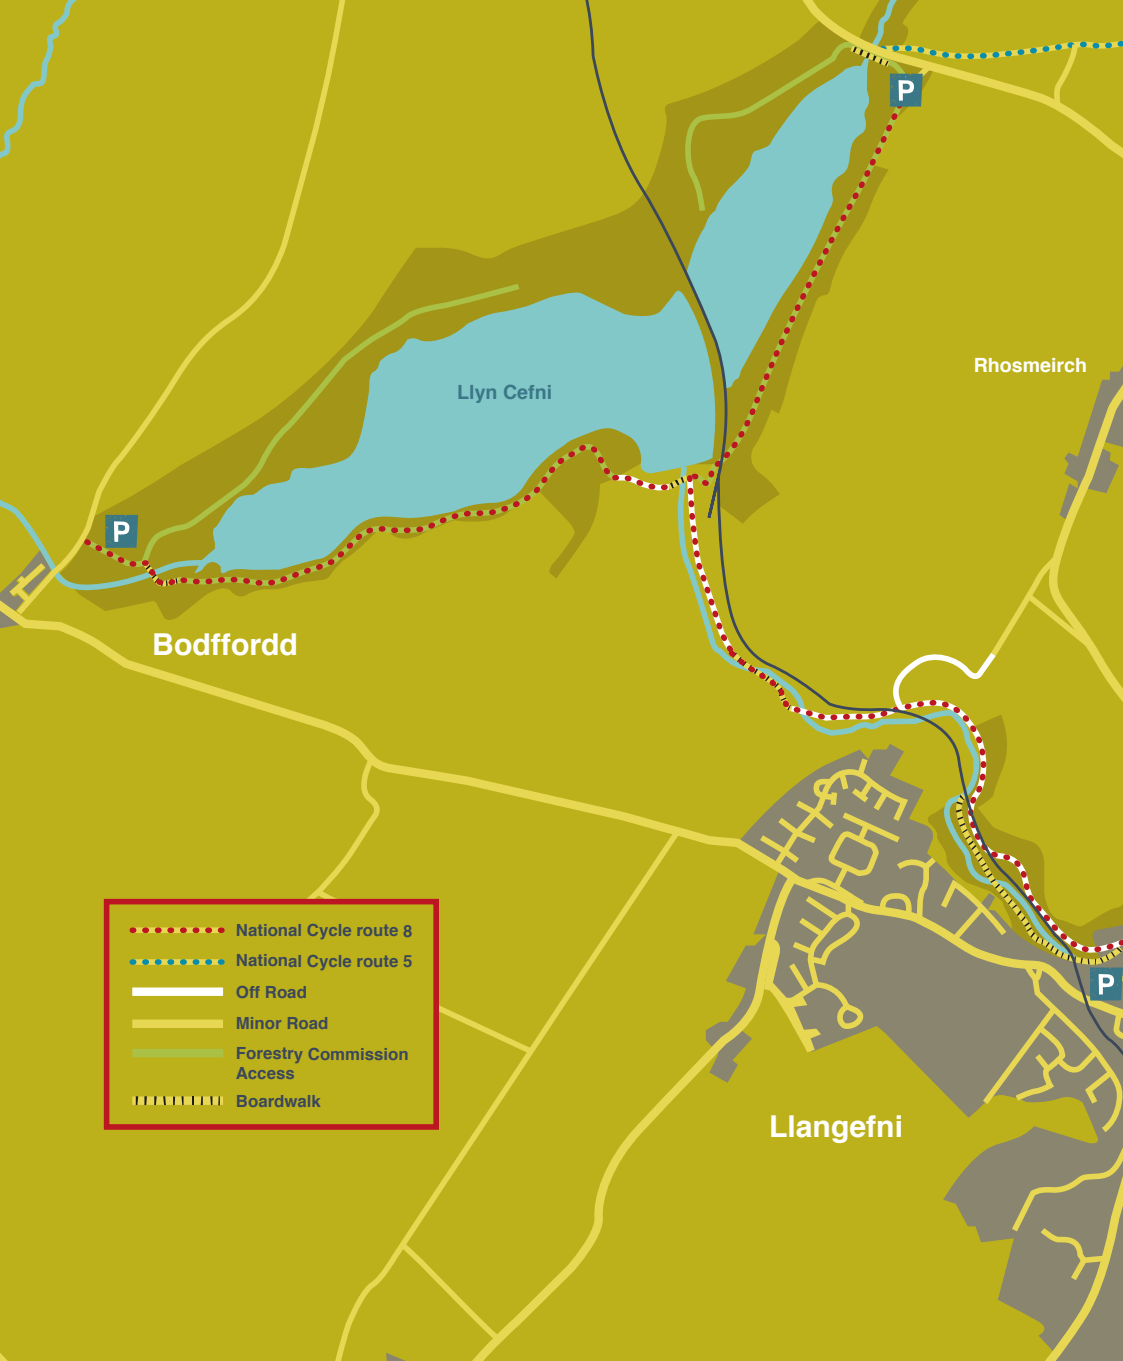 P
Rhosmeirch
Llyn Cefni
P
Bodffordd
National Cycle route 8
National Cycle route 5
Off Road
Minor Road
Forestry Commission
Access
Boardwalk
P
Llangefni